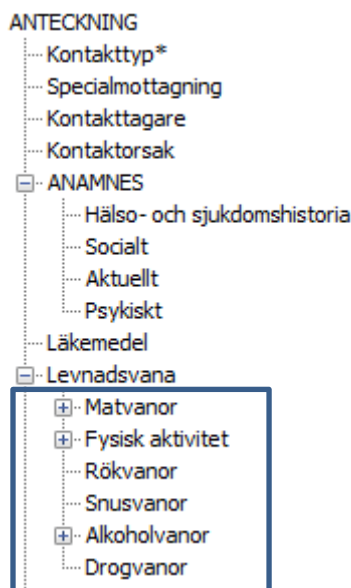 ANTECKNING
Kontakttyp*
Specialmottagning
Kontakttagare
Kontaktorsak
ANAMNES
Hälso- och sjukdomshistoria
Socialt
Aktuellt
Psykiskt
Läkemedel
Levnadsvana
Matvanor
Fysisk aktivitet
Rökvanor
Snusvanor
Alkoholvanor
Drogvanor